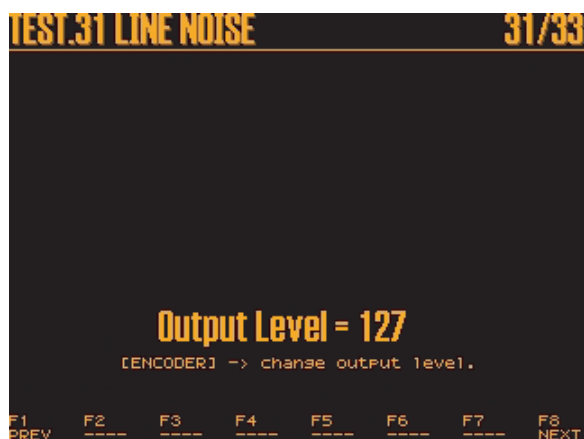 TEST.31 LINE NOISE 31/33
Output Level = 127
[ENCODER] -> change output level.
F1 F2 F3 F4 F5 F6 F7 F8
PREV ---- ---- ---- ---- ---- ---- NEXT